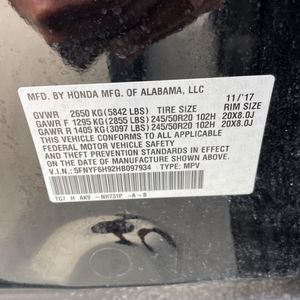 MFD. BY HONDA MFG. OF ALABAMA, LLC 11/'17
GVWR 2650 KG (5842 LBS) TIRE SIZE RIM SIZE
GAWR F 1295 KG (2855 LBS) 245/50R20 102H 20X8.0J
GAWR R 1405 KG (3097 LBS) 245/50R20 102H 20X8.0J
THIS VEHICLE CONFORMS TO ALL APPLICABLE
FEDERAL MOTOR VEHICLE SAFETY AND
THEFT PREVENTION STANDARDS IN EFFECT ON THE
DATE OF MANUFACTURE SHOWN ABOVE.
V.I.N.: 5FNYF6H92HB097934 TYPE: MPV
TG7 H AK9 -NH731P -A -B